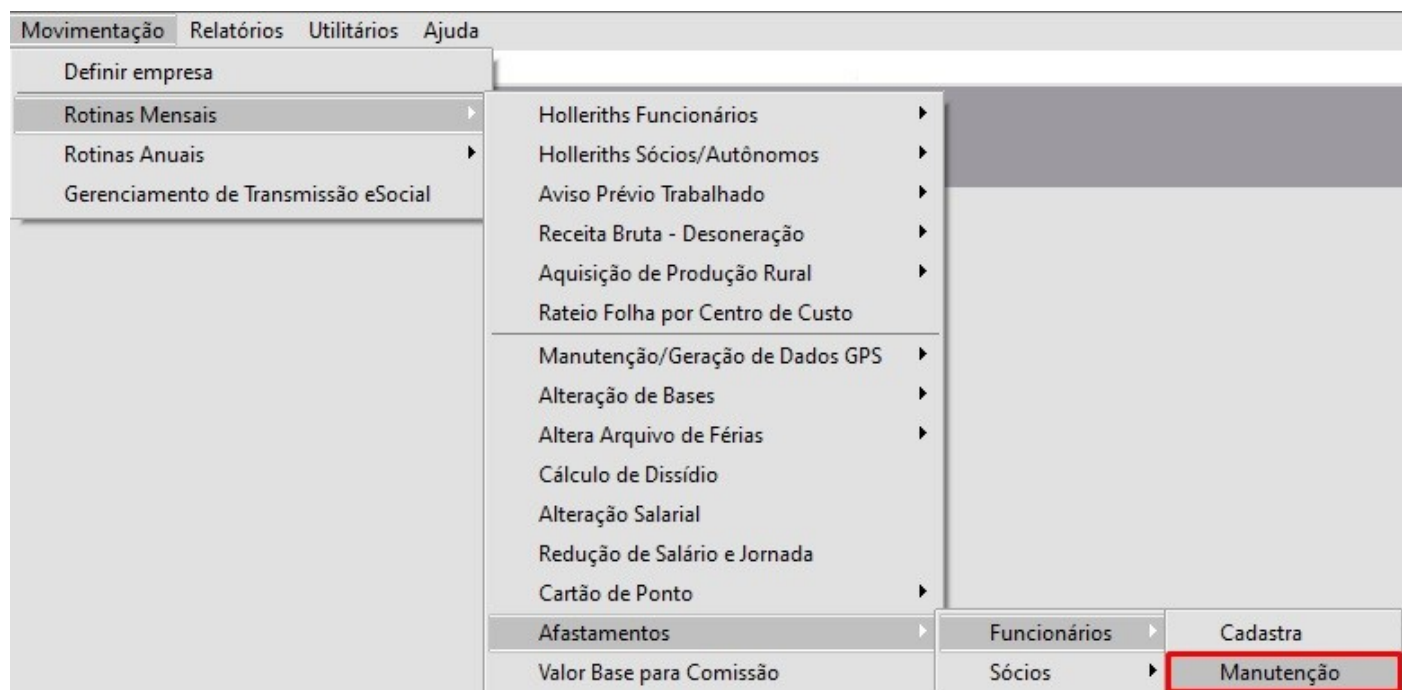 Movimentação Relatórios Utilitários Ajuda
Definir empresa
Rotinas Mensais
Rotinas Anuais
Gerenciamento de Transmissão eSocial
Holleriths Funcionários
Holleriths Sócios/Autônomos
Aviso Prévio Trabalhado
Receita Bruta - Desoneração
Aquisição de Produção Rural
Rateio Folha por Centro de Custo
Manutenção/Geração de Dados GPS
Alteração de Bases
Altera Arquivo de Férias
Cálculo de Dissídio
Alteração Salarial
Redução de Salário e Jornada
Cartão de Ponto
Afastamentos
Valor Base para Comissão
Funcionários
Sócios
Cadastra
Manutenção